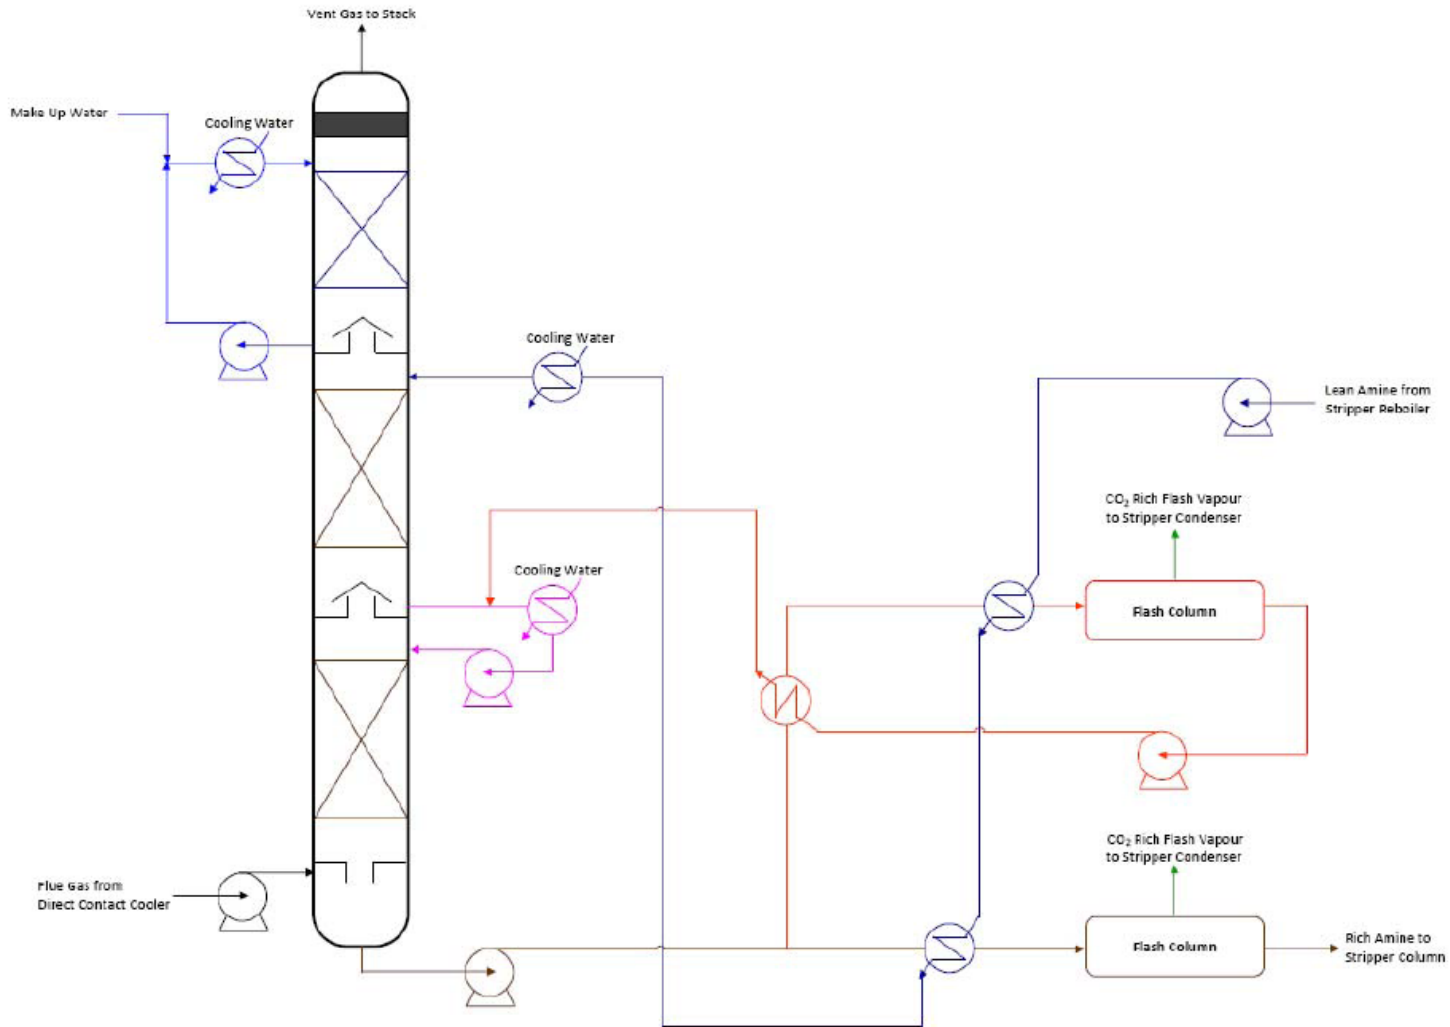 Vent Gas to Stack
Make Up Water
Cooling Water
Cooling Water
Lean Amine from
Stripper Reboiler
CO₂ Rich Flash Vapour
to Stripper Condenser
Cooling Water
Flash Column
CO₂ Rich Flash Vapour
to Stripper Condenser
Flue Gas from
Direct Contact Cooler
Flash Column
Rich Amine to
Stripper Column